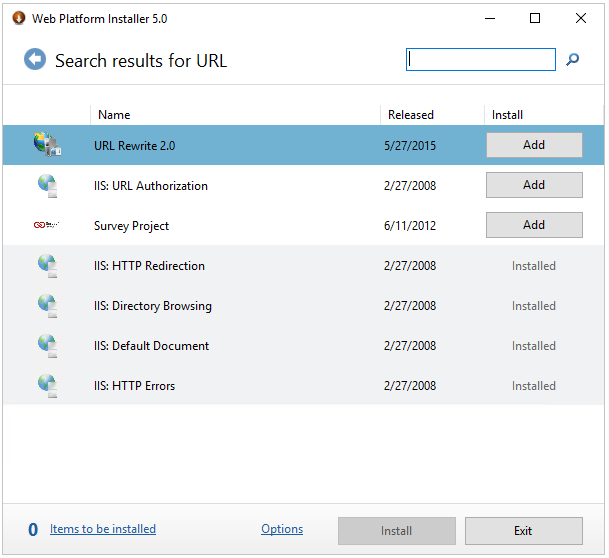 Web Platform Installer 5.0
Search results for URL
Name Released Install
URL Rewrite 2.0 5/27/2015 Add
IIS: URL Authorization 2/27/2008 Add
Survey Project 6/11/2012 Add
IIS: HTTP Redirection 2/27/2008 Installed
IIS: Directory Browsing 2/27/2008 Installed
IIS: Default Document 2/27/2008 Installed
IIS: HTTP Errors 2/27/2008 Installed
0 Items to be installed Options Install Exit